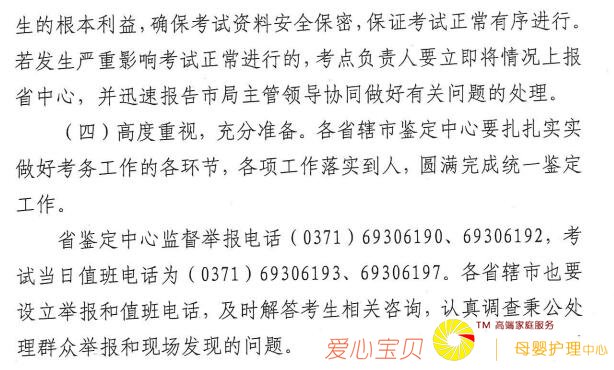 生的根本利益,确保考试资料安全保密,保证考试正常有序进行。
若发生严重影响考试正常进行的,考点负责人要立即将情况上报
省中心,并迅速报告市局主管领导协同做好有关问题的处理。
（四）高度重视，充分准备。各省辖市鉴定中心要扎扎实实
做好考务工作的各环节，各项工作落实到人，圆满完成统一鉴定
工作。
省鉴定中心监督举报电话（0371）69306190、69306192，考
试当日值班电话为（0371）69306193、69306197。各省辖市也要
设立举报和值班电话，及时解答考生相关咨询，认真调查秉公处
理群众举报和现场发现的问题。
爱心宝贝
TM 高端家庭服务
母婴护理中心